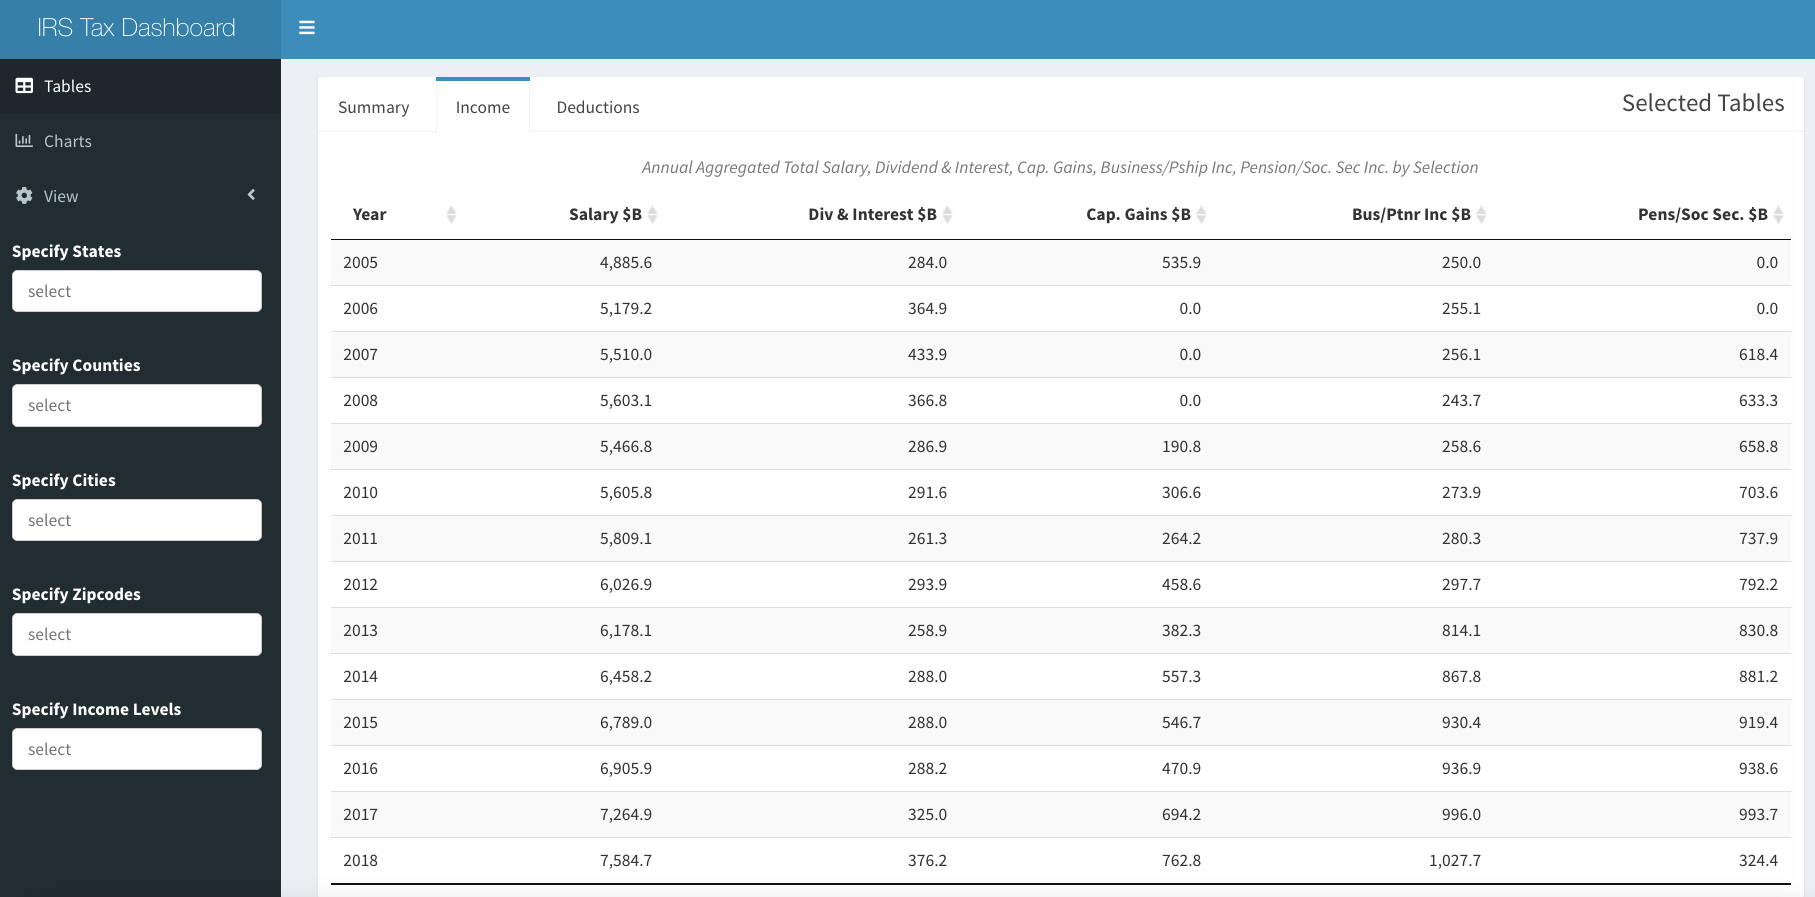 IRS Tax Dashboard
Tables
Charts
View
Specify States
select
Specify Counties
select
Specify Cities
select
Specify Zipcodes
select
Specify Income Levels
select
Summary Income Deductions Selected Tables
Annual Aggregated Total Salary, Dividend & Interest, Cap. Gains, Business/Pship Inc, Pension/Soc. Sec Inc. by Selection
Year Salary $B Div & Interest $B Cap. Gains $B Bus/Ptnr Inc $B Pens/Soc Sec. $B
2005 4,885.6 284.0 535.9 250.0 0.0
2006 5,179.2 364.9 0.0 255.1 0.0
2007 5,510.0 433.9 0.0 256.1 618.4
2008 5,603.1 366.8 0.0 243.7 633.3
2009 5,466.8 286.9 190.8 258.6 658.8
2010 5,605.8 291.6 306.6 273.9 703.6
2011 5,809.1 261.3 264.2 280.3 737.9
2012 6,026.9 293.9 458.6 297.7 792.2
2013 6,178.1 258.9 382.3 814.1 830.8
2014 6,458.2 288.0 557.3 867.8 881.2
2015 6,789.0 288.0 546.7 930.4 919.4
2016 6,905.9 288.2 470.9 936.9 938.6
2017 7,264.9 325.0 694.2 996.0 993.7
2018 7,584.7 376.2 762.8 1,027.7 324.4